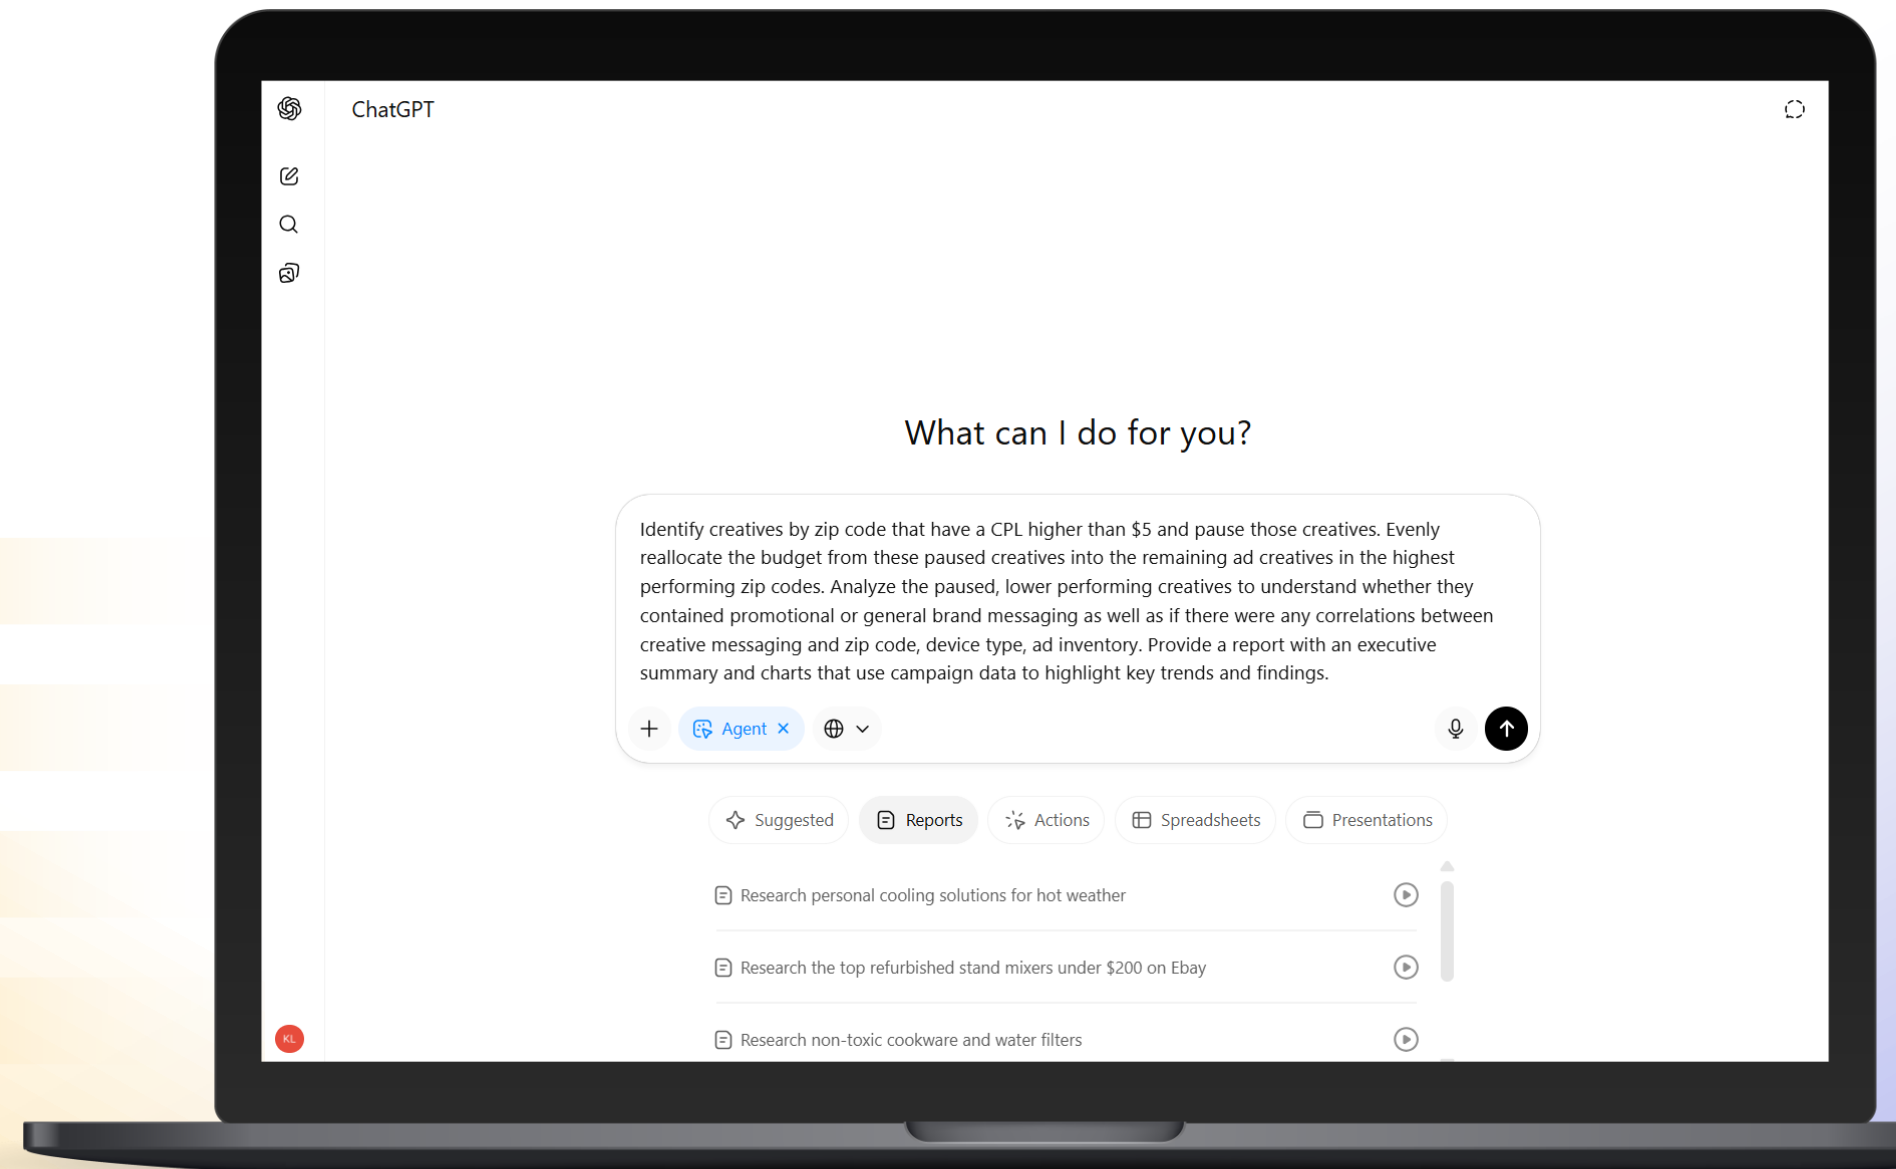 ChatGPT
What can I do for you?
Identify creatives by zip code that have a CPL higher than $5 and pause those creatives. Evenly
reallocate the budget from these paused creatives into the remaining ad creatives in the highest
performing zip codes. Analyze the paused, lower performing creatives to understand whether they
contained promotional or general brand messaging as well as if there were any correlations between
creative messaging and zip code, device type, ad inventory. Provide a report with an executive
summary and charts that use campaign data to highlight key trends and findings.
Agent
Suggested Reports Actions Spreadsheets Presentations
Research personal cooling solutions for hot weather
Research the top refurbished stand mixers under $200 on Ebay
Research non-toxic cookware and water filters
KL